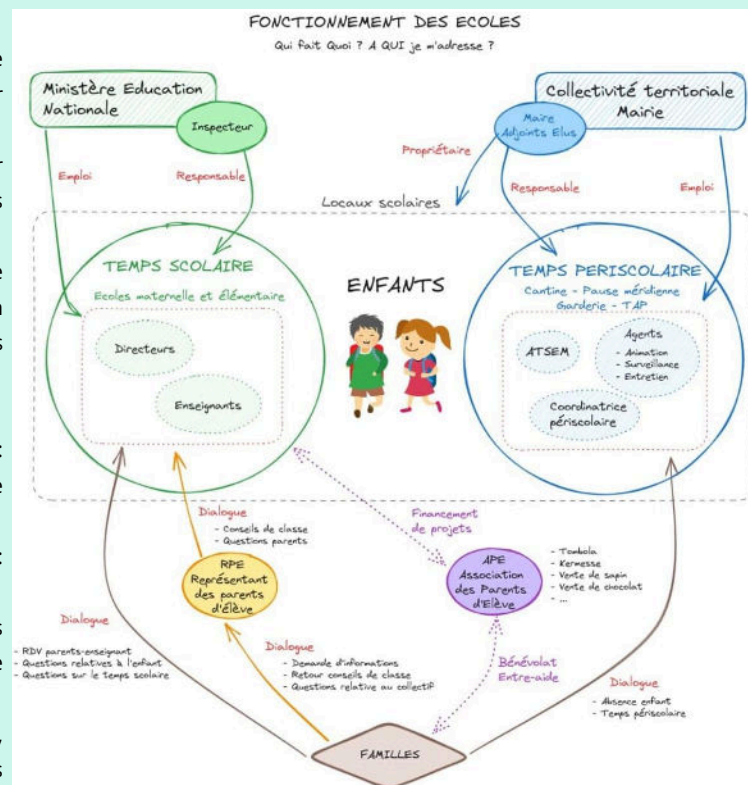 FONCTIONNEMENT DES ECOLES
Qui fait Quoi ? A QUI je m'adresse ?
Ministère Education
Nationale
Inspecteur
Collectivité territoriale
Mairie
Maire
Adjoints Elus
Propriétaire
Emploi
Responsable
Responsable
Emploi
Locaux scolaires
TEMPS SCOLAIRE
Ecoles maternelle et élémentaire
Directeurs
Enseignants
ENFANTS
TEMPS PERISCOLAIRE
Cantine - Pause méridienne
Garderie - TAP
ATSEM
Agents
- Animation
- Surveillance
- Entretien
Coordinatrice
périscolaire
Dialogue
- Conseils de classe
- Questions parents
Financement
de projets
RPE
Représentant
des parents
d'élève
APE
Association
des Parents
d'Elève
- Tombola
- Kermesse
- Vente de sapin
- Vente de chocolat
- ...
Dialogue
- RDV parents-enseignant
- Questions relatives à l'enfant
- Questions sur le temps scolaire
Dialogue
- Demande d'informations
- Retour conseils de classe
- Questions relative au collectif
Bénévolat
Entre-aide
Dialogue
- Absence enfant
- Temps périscolaire
FAMILLES